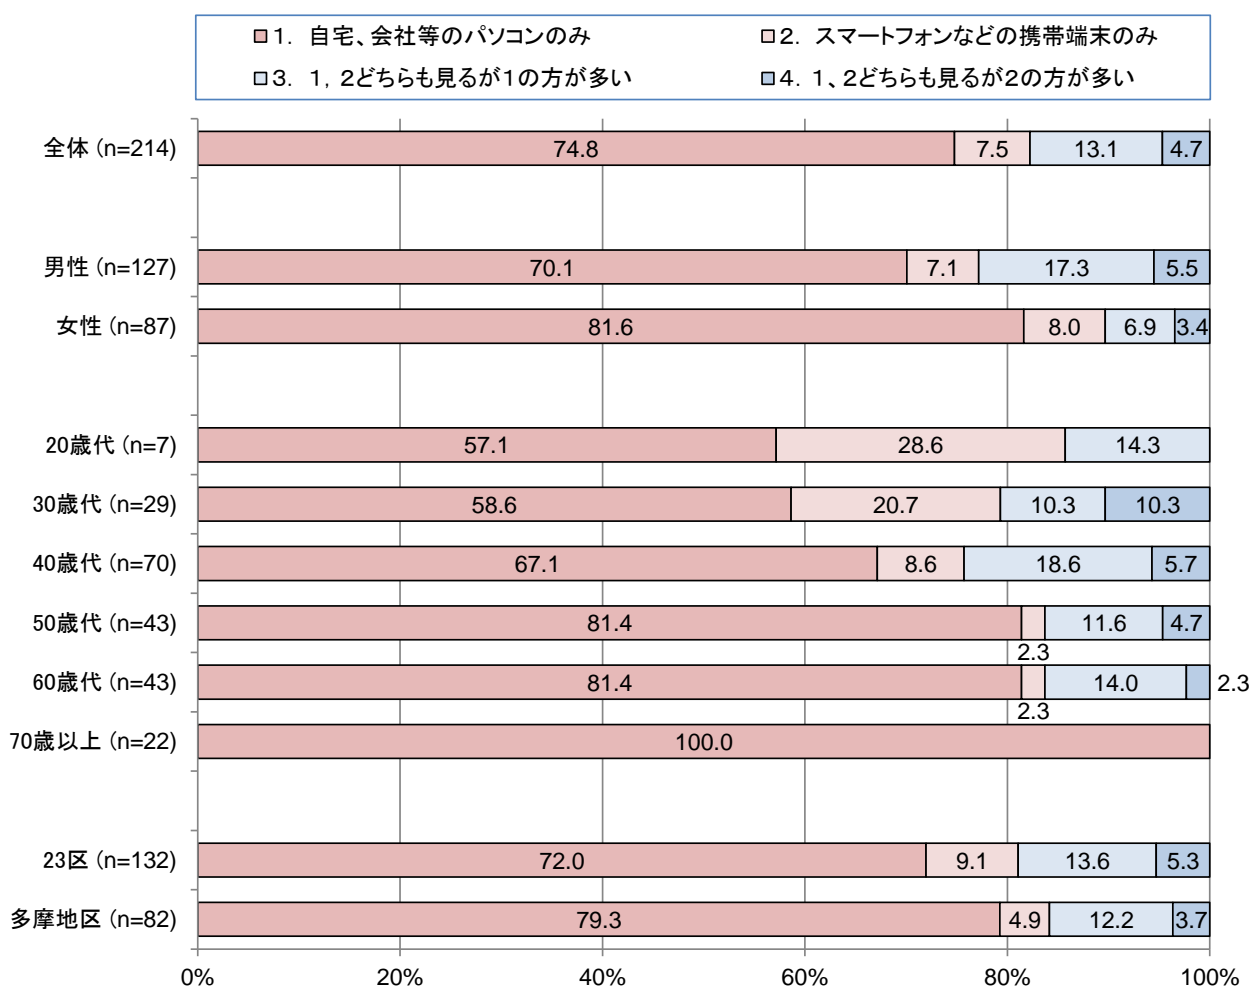 1． 自宅、会社等のパソコンのみ
2． スマートフォンなどの携帯端末のみ
3． 1，2どちらも見るが1の方が多い
4．1、2どちらも見るが2の方が多い
全体 (n=214) 74.8 7.5 13.1 4.7
男性 (n=127) 70.1 7.1 17.3 5.5
女性 (n=87) 81.6 8.0 6.9 3.4
20歳代 (n=7) 57.1 28.6 14.3
30歳代 (n=29) 58.6 20.7 10.3 10.3
40歳代 (n=70) 67.1 8.6 18.6 5.7
50歳代 (n=43) 81.4 11.6 4.7
2.3
60歳代 (n=43) 81.4 14.0 2.3
2.3
70歳以上 (n=22) 100.0
23区 (n=132) 72.0 9.1 13.6 5.3
多摩地区 (n=82) 79.3 4.9 12.2 3.7
0% 20% 40% 60% 80% 100%